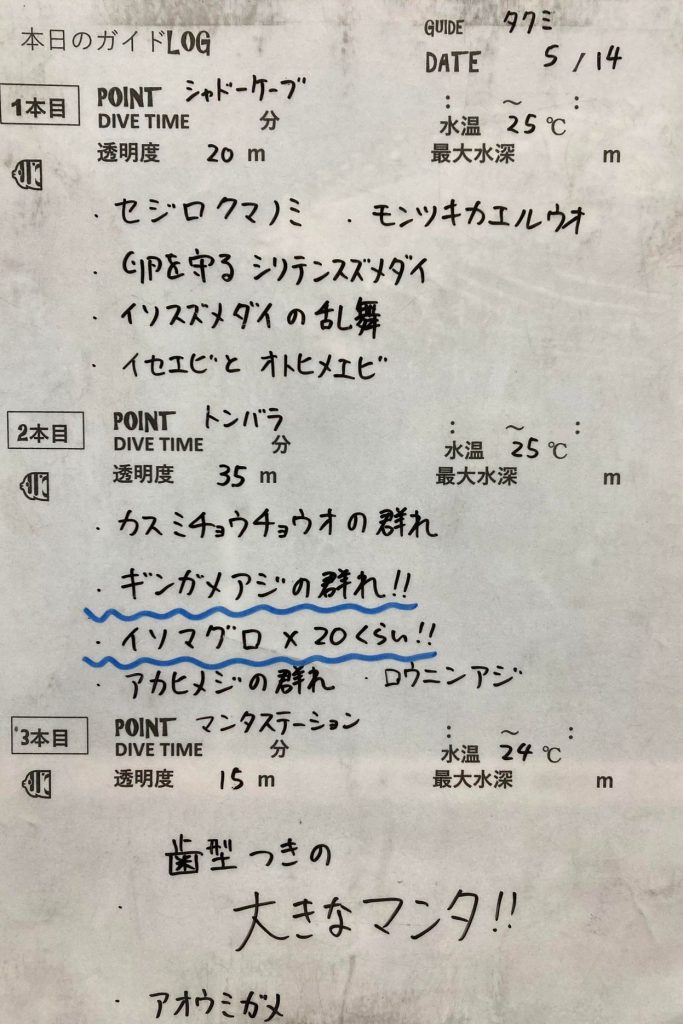 本日のガイドLOG GUIDE タクミ
DATE 5/14
1本目 POINT シャドーケーブ : ～ :
DIVE TIME 分 水温 25℃
透明度 20 m 最大水深 m
・セジロクマノミ ・モンツキカエルウオ
・卵を守る シリテンスズメダイ
・イソスズメダイの乱舞
・イセエビと オトヒメエビ
2本目 POINT トンバラ : ～ :
DIVE TIME 分 水温 25℃
透明度 35 m 最大水深 m
・カスミチョウチョウオの群れ
・ギンガメアジの群れ!!
・イソマグロ x 20くらい!!
・アカヒメジの群れ ・ロウニンアジ
3本目 POINT マンタステーション : ～ :
DIVE TIME 分 水温 24℃
透明度 15 m 最大水深 m
歯型つきの
・大きなマンタ!!
・アオウミガメ